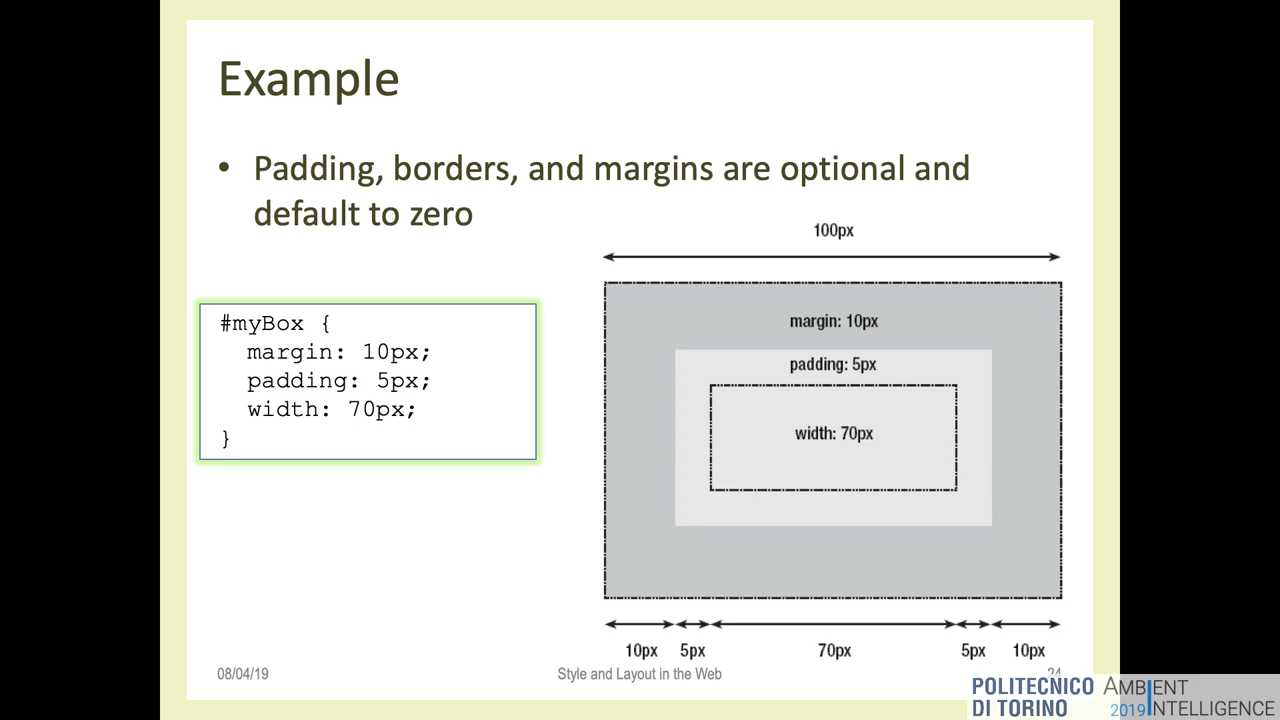 Example
• Padding, borders, and margins are optional and
default to zero
#myBox {
margin: 10px;
padding: 5px;
width: 70px;
}
100px
margin: 10px
padding: 5px
width: 70px
10px 5px 70px 5px 10px
08/04/19 Style and Layout in the Web 24
POLITECNICO
DI TORINO
AMBIENT
2019 INTELLIGENCE